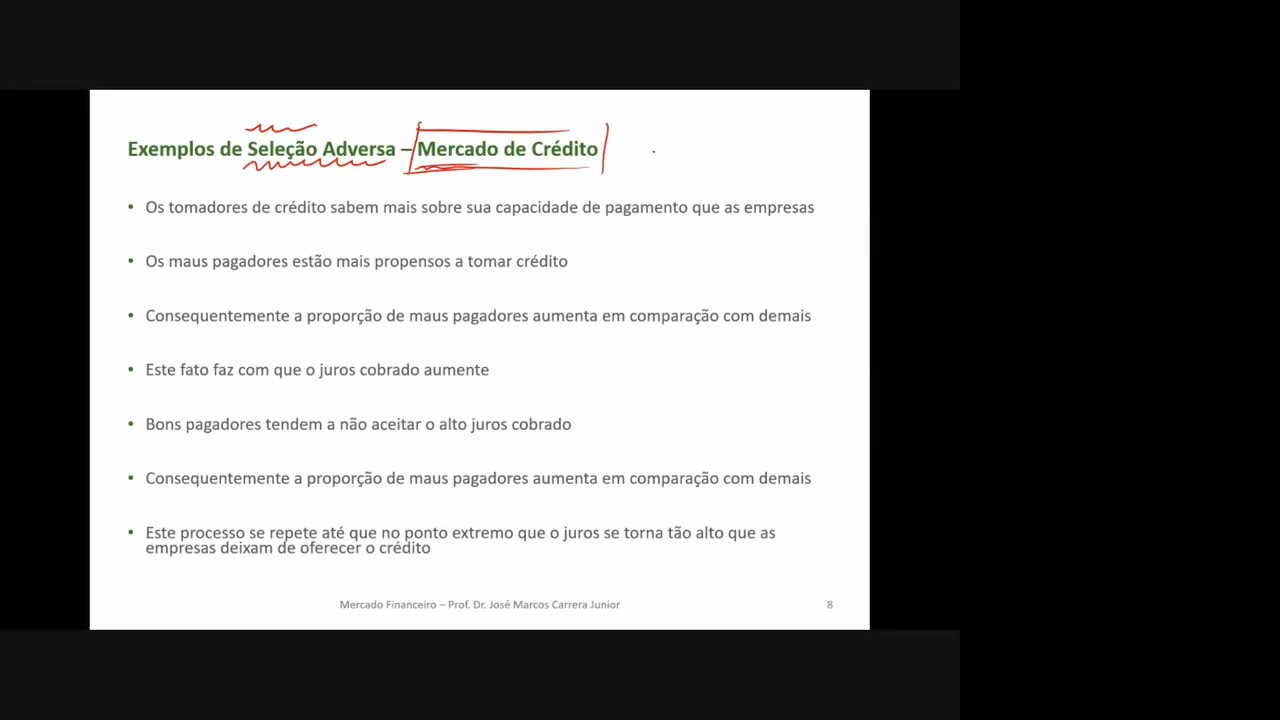 Exemplos de Seleção Adversa – Mercado de Crédito
• Os tomadores de crédito sabem mais sobre sua capacidade de pagamento que as empresas
• Os maus pagadores estão mais propensos a tomar crédito
• Consequentemente a proporção de maus pagadores aumenta em comparação com demais
• Este fato faz com que o juros cobrado aumente
• Bons pagadores tendem a não aceitar o alto juros cobrado
• Consequentemente a proporção de maus pagadores aumenta em comparação com demais
• Este processo se repete até que no ponto extremo que o juros se torna tão alto que as
empresas deixam de oferecer o crédito
Mercado Financeiro – Prof. Dr. José Marcos Carrera Junior
8